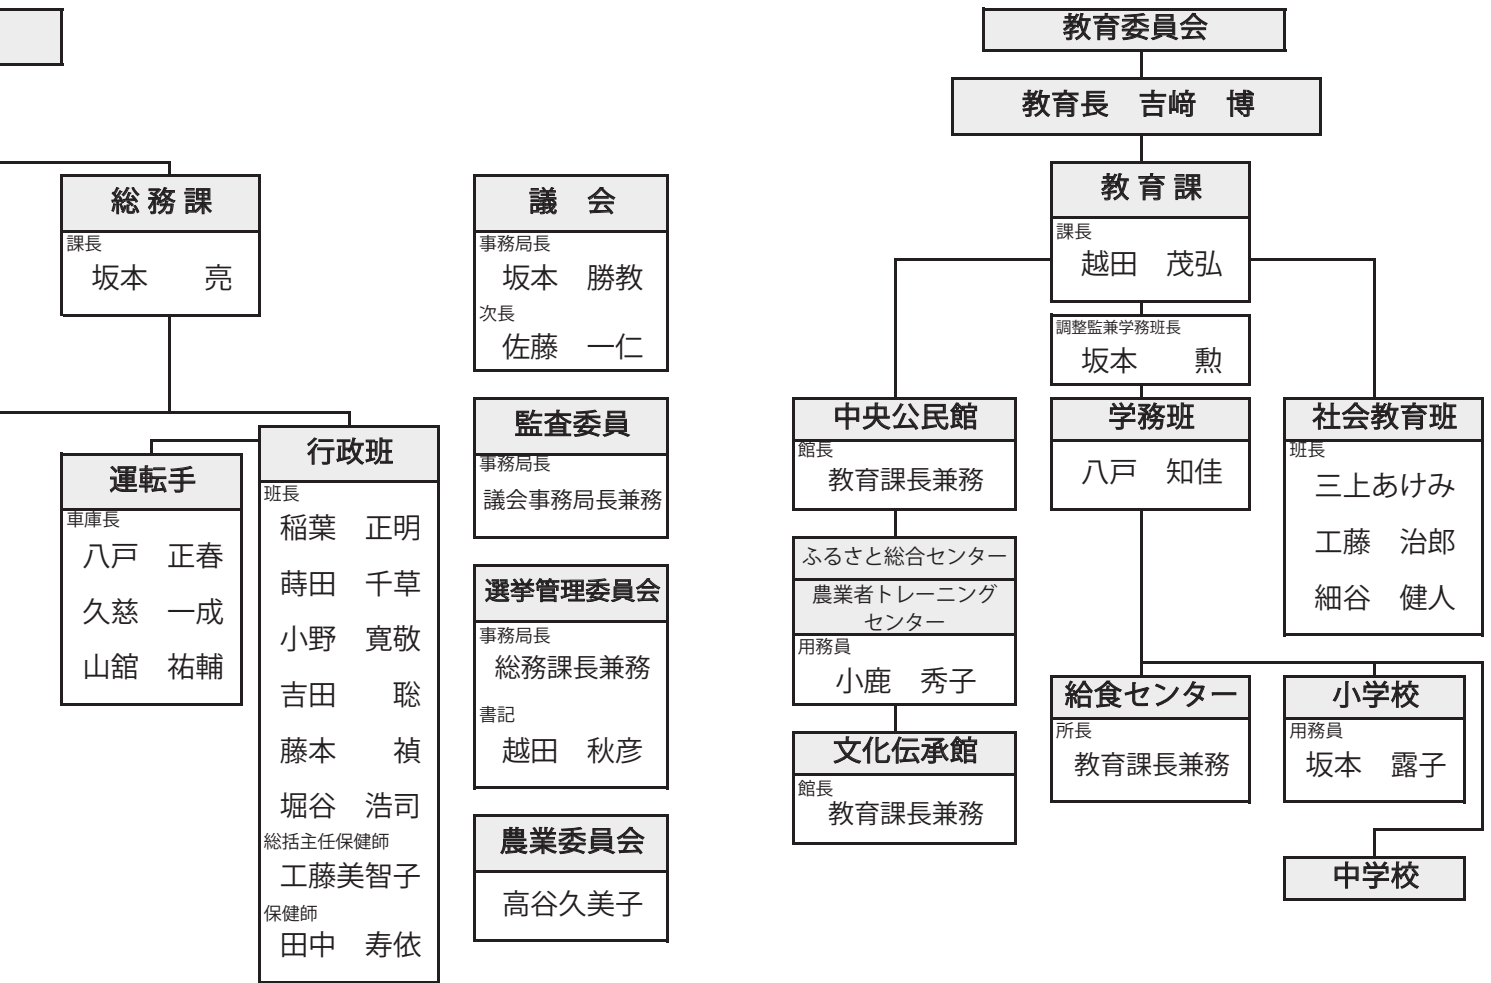 総務課
課長
坂本　亮
運転手
車庫長
八戸　正春
久慈　一成
山舘　祐輔
行政班
班長
稲葉　正明
蒔田　千草
小野　寛敬
吉田　聡
藤本　禎
堀谷　浩司
総括主任保健師
工藤美智子
保健師
田中　寿依
議　会
事務局長
坂本　勝教
次長
佐藤　一仁
監査委員
事務局長
議会事務局長兼務
選挙管理委員会
事務局長
総務課長兼務
書記
越田　秋彦
農業委員会
高谷久美子
教育委員会
教育長　吉﨑　博
教育課
課長
越田　茂弘
調整監兼学務班長
坂本　勲
中央公民館
館長
教育課長兼務
ふるさと総合センター
農業者トレーニング
センター
用務員
小鹿　秀子
文化伝承館
館長
教育課長兼務
学務班
八戸　知佳
給食センター
所長
教育課長兼務
社会教育班
班長
三上あけみ
工藤　治郎
細谷　健人
小学校
用務員
坂本　露子
中学校